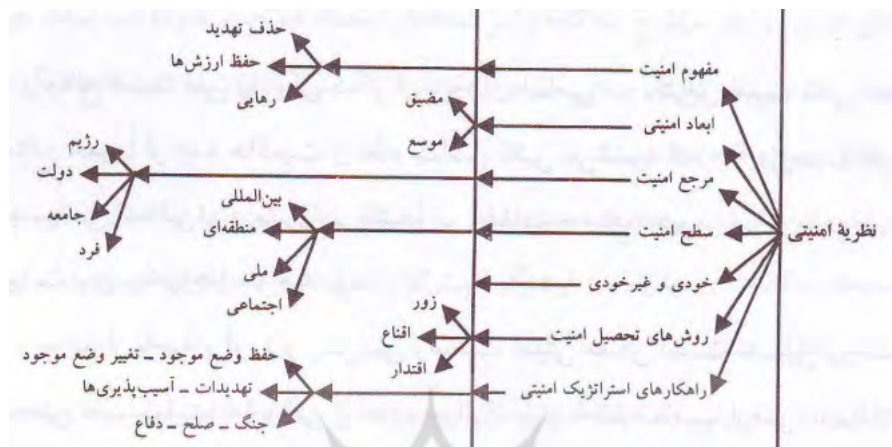 نظریهٔ امنیتی
مفهوم امنیت
حذف تهدید
حفظ ارزش‌ها
رهایی
ابعاد امنیتی
مضیق
موسع
مرجع امنیت
رژیم
دولت
جامعه
فرد
سطح امنیت
بین‌المللی
منطقه‌ای
ملی
اجتماعی
خودی و غیرخودی
روش‌های تحصیل امنیت
زور
اقناع
اقتدار
راهکارهای استراتژیک امنیتی
حفظ وضع موجود – تغییر وضع موجود
تهدیدات – آسیب‌پذیری‌ها
جنگ – صلح – دفاع